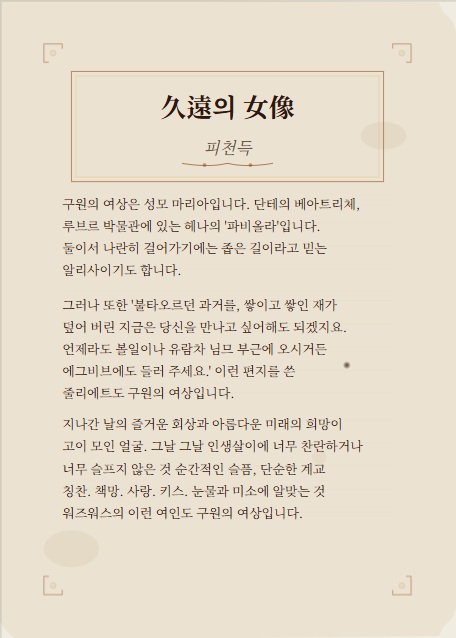 久遠의 女像
피천득
구원의 여상은 성모 마리아입니다. 단테의 베아트리체,
루브르 박물관에 있는 헤나의 '파비올라'입니다.
둘이서 나란히 걸어가기에는 좁은 길이라고 믿는
알리사이기도 합니다.
그러나 또한 '불타오르던 과거를, 쌓이고 쌓인 재가
덮어 버린 지금은 당신을 만나고 싶어해도 되겠지요.
언제라도 볼일이나 유람차 님므 부근에 오시거든
에그비브에도 들러 주세요.' 이런 편지를 쓴
줄리에트도 구원의 여상입니다.
지나간 날의 즐거운 회상과 아름다운 미래의 희망이
고이 모인 얼굴. 그날 그날 인생살이에 너무 찬란하거나
너무 슬프지 않은 것 순간적인 슬픔, 단순한 계교
칭찬. 책망. 사랑. 키스. 눈물과 미소에 알맞는 것
워즈워스의 이런 여인도 구원의 여상입니다.